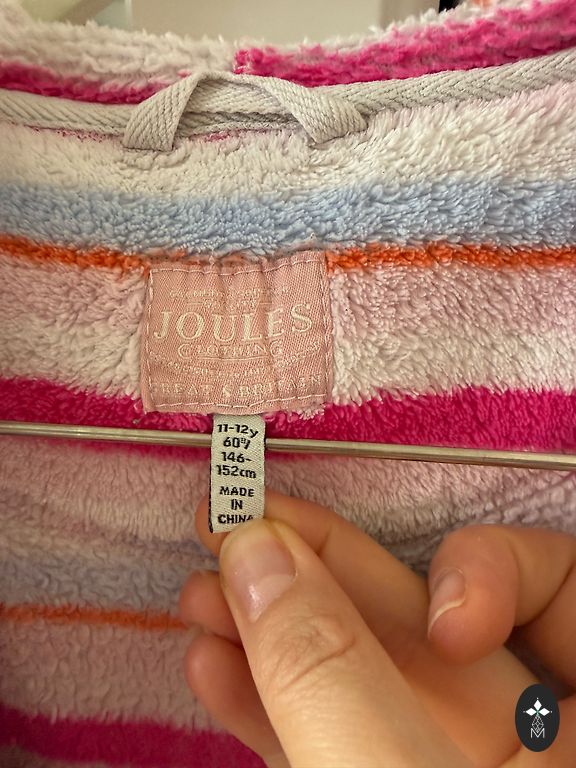 JOULES
CLOTHING
GREAT & BRITAIN
11-12y
60"/
146-
152cm
MADE
IN
CHINA